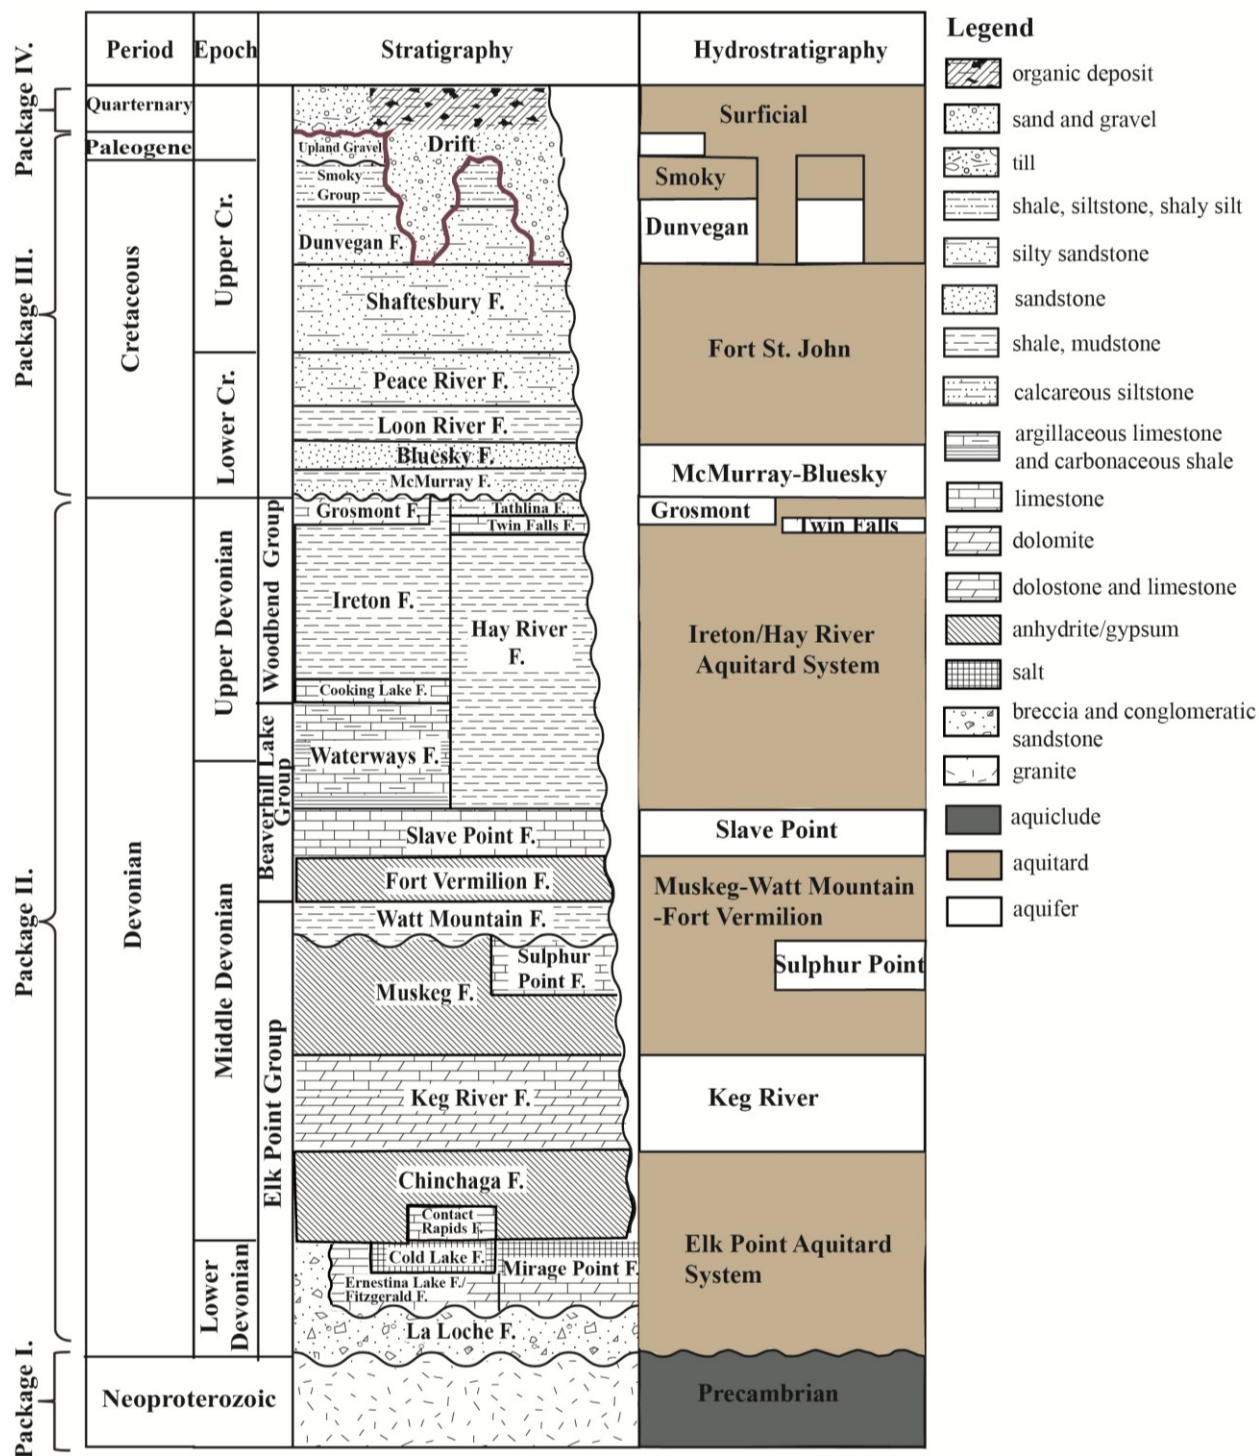 Package IV.
Package III.
Package II.
Package I.
Period
Epoch
Stratigraphy
Hydrostratigraphy
Quarternary
Paleogene
Cretaceous
Devonian
Neoproterozoic
Upper Cr.
Lower Cr.
Upper Devonian
Middle Devonian
Lower
Devonian
Woodbend Group
Beaverhill Lake
Group
Elk Point Group
Upland Gravel
Drift
Smoky
Group
Dunvegan F.
Shaftesbury F.
Peace River F.
Loon River F.
Bluesky F.
McMurray F.
Grosmont F.
Tathlina F.
Twin Falls F.
Ireton F.
Hay River
F.
Cooking Lake F.
Waterways F.
Slave Point F.
Fort Vermilion F.
Watt Mountain F.
Sulphur
Point F.
Muskeg F.
Keg River F.
Chinchaga F.
Contact
Rapids F.
Cold Lake F.
Mirage Point F.
Ernestina Lake F./
Fitzgerald F.
La Loche F.
Surficial
Smoky
Dunvegan
Fort St. John
McMurray-Bluesky
Grosmont
Twin Falls
Ireton/Hay River
Aquitard System
Slave Point
Muskeg-Watt Mountain
-Fort Vermilion
Sulphur Point
Keg River
Elk Point Aquitard
System
Precambrian
Legend
organic deposit
sand and gravel
till
shale, siltstone, shaly silt
silty sandstone
sandstone
shale, mudstone
calcareous siltstone
argillaceous limestone
and carbonaceous shale
limestone
dolomite
dolostone and limestone
anhydrite/gypsum
salt
breccia and conglomeratic
sandstone
granite
aquiclude
aquitard
aquifer